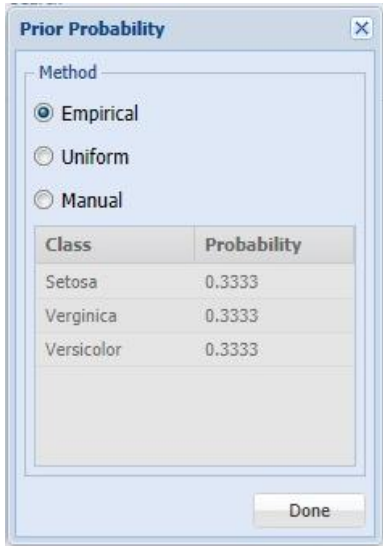 Prior Probability
Method
Empirical
Uniform
Manual
Class Probability
Setosa 0.3333
Verginica 0.3333
Versicolor 0.3333
Done